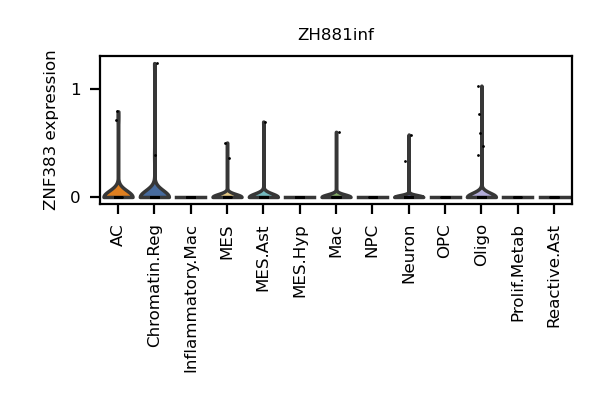 ZH881inf
ZNF383 expression
1
0
AC
Chromatin.Reg
Inflammatory.Mac
MES
MES.Ast
MES.Hyp
Mac
NPC
Neuron
OPC
Oligo
Prolif.Metab
Reactive.Ast